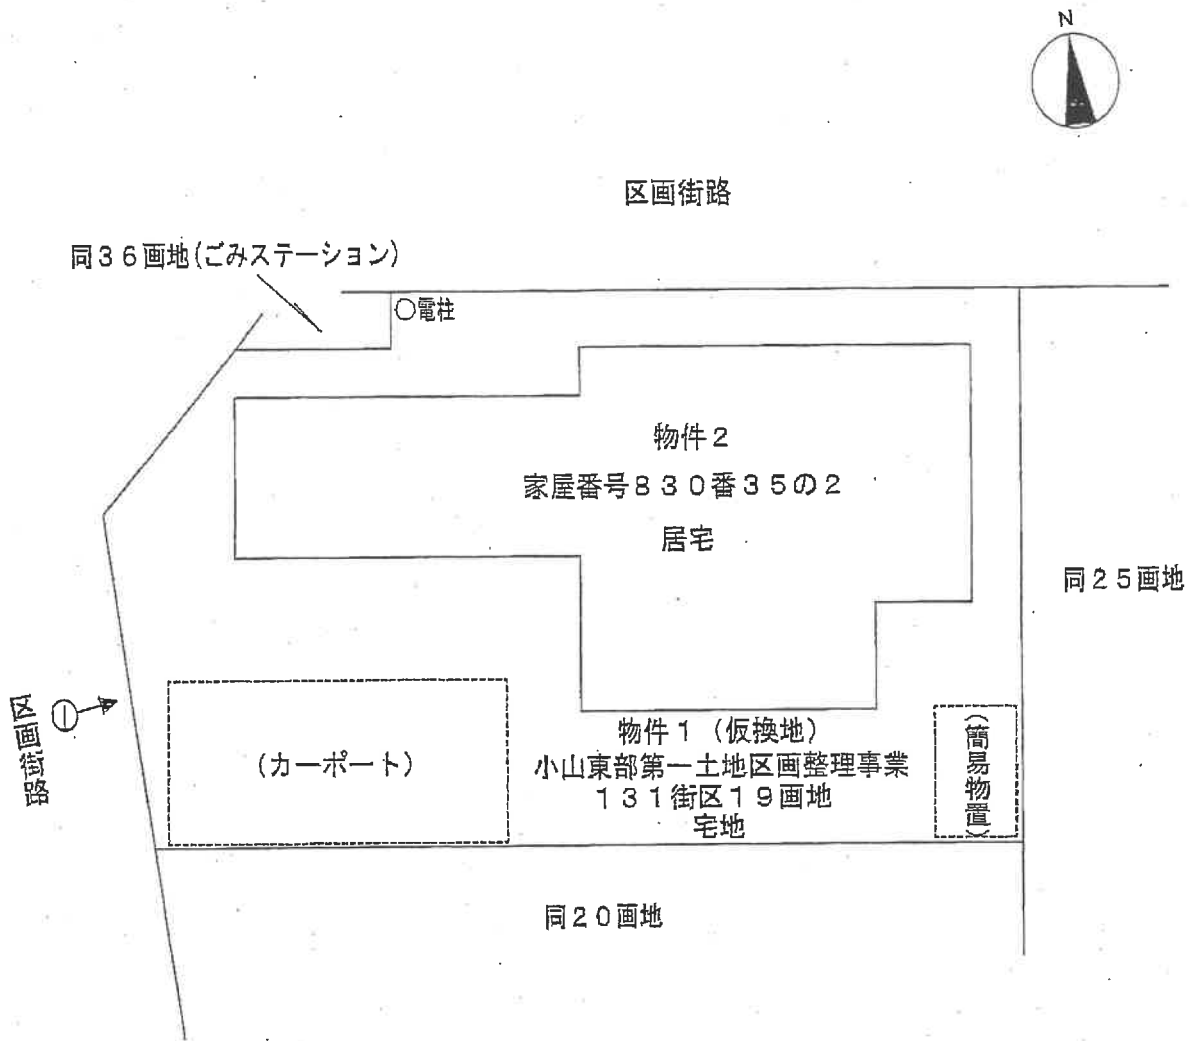 N
区画街路
同３６画地(ごみステーション)
○電柱
物件２
家屋番号８３０番３５の２
居宅
同２５画地
区画街路
①
(カーポート)
物件１（仮換地）
小山東部第一土地区画整理事業
１３１街区１９画地
宅地
(簡易物置)
同２０画地